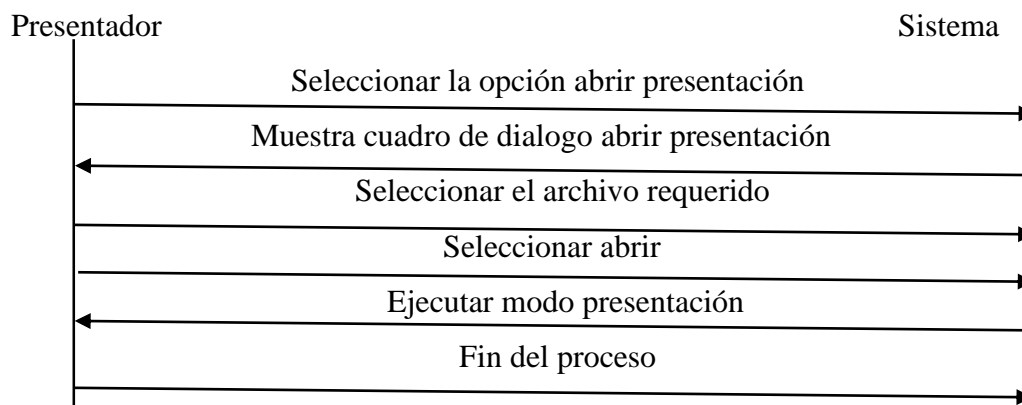 Presentador Sistema
Seleccionar la opción abrir presentación
Muestra cuadro de dialogo abrir presentación
Seleccionar el archivo requerido
Seleccionar abrir
Ejecutar modo presentación
Fin del proceso